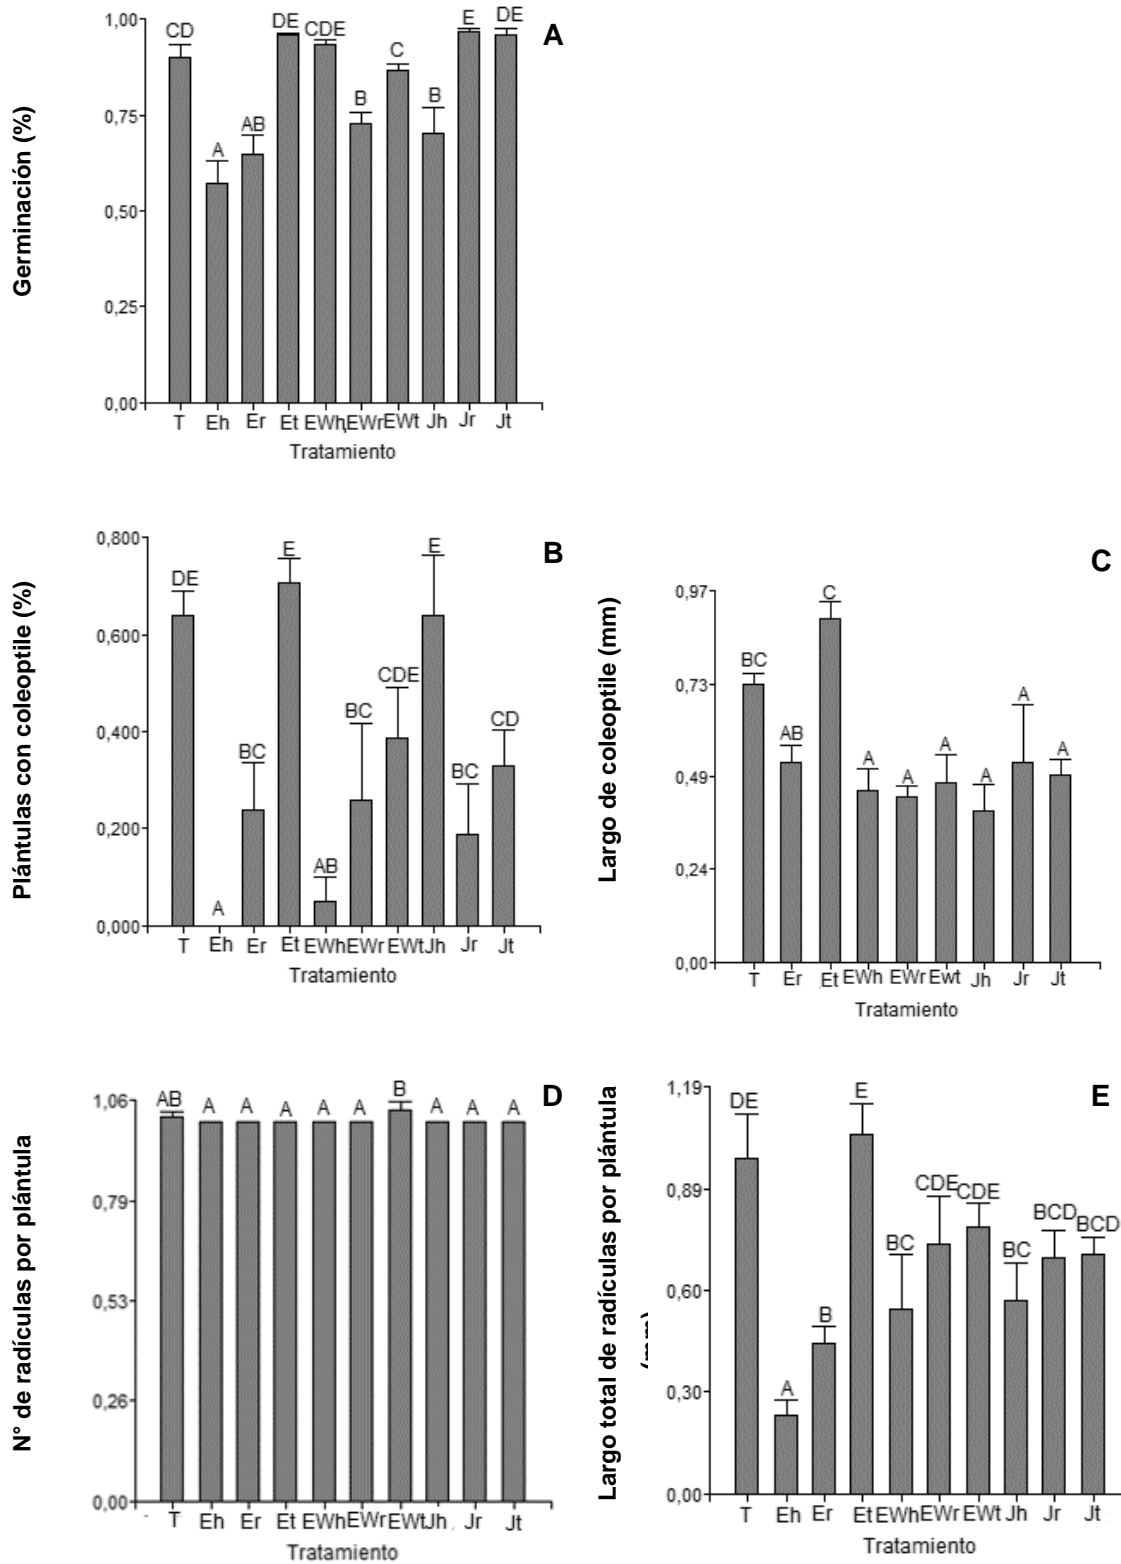 A
Germinación (%)
1,00
0,75
0,50
0,25
0,00
CD
A
AB
DE
CDE
B
C
B
E
DE
T Eh Er Et EWh EWr EWt Jh Jr Jt
Tratamiento
B
Plántulas con coleoptile (%)
0,800
0,600
0,400
0,200
0,000
DE
A
BC
E
AB
BC
CDE
E
BC
CD
T Eh Er Et EWh EWr EWt Jh Jr Jt
Tratamiento
C
Largo de coleoptile (mm)
0,97
0,73
0,49
0,24
0,00
BC
AB
C
A
A
A
A
A
A
T Er Et EWh EWr Ewt Jh Jr Jt
Tratamiento
D
N° de radículas por plántula
1,06
0,79
0,53
0,26
0,00
AB
A
A
A
A
A
B
A
A
A
T Eh Er Et EWh EWr EWt Jh Jr Jt
Tratamiento
E
Largo total de radículas por plántula
1,19
0,89
0,60
0,30
0,00
DE
A
B
E
BC
CDE
CDE
BC
BCD
BCD
T Eh Er Et EWh EWr EWt Jh Jr Jt
Tratamiento